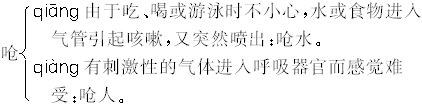 qiāng 由于吃、喝或游泳时不小心,水或食物进入
气管引起咳嗽,又突然喷出:呛水。
呛
qiàng 有刺激性的气体进入呼吸器官而感觉难
受:呛人。